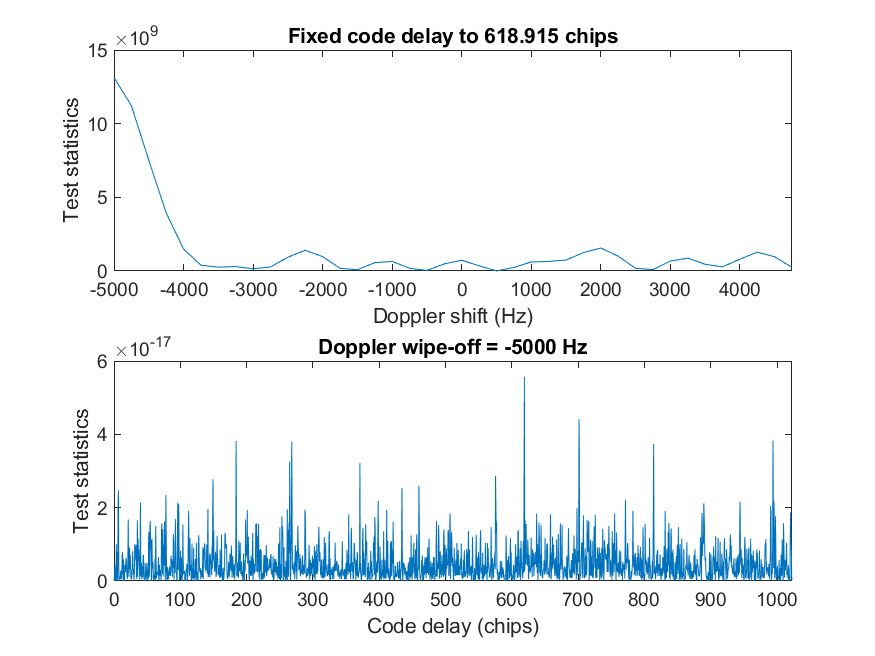 ×10⁹
Fixed code delay to 618.915 chips
15
10
5
0
Test statistics
-5000 -4000 -3000 -2000 -1000 0 1000 2000 3000 4000
Doppler shift (Hz)
×10⁻¹⁷
Doppler wipe-off = -5000 Hz
6
4
2
0
Test statistics
0 100 200 300 400 500 600 700 800 900 1000
Code delay (chips)